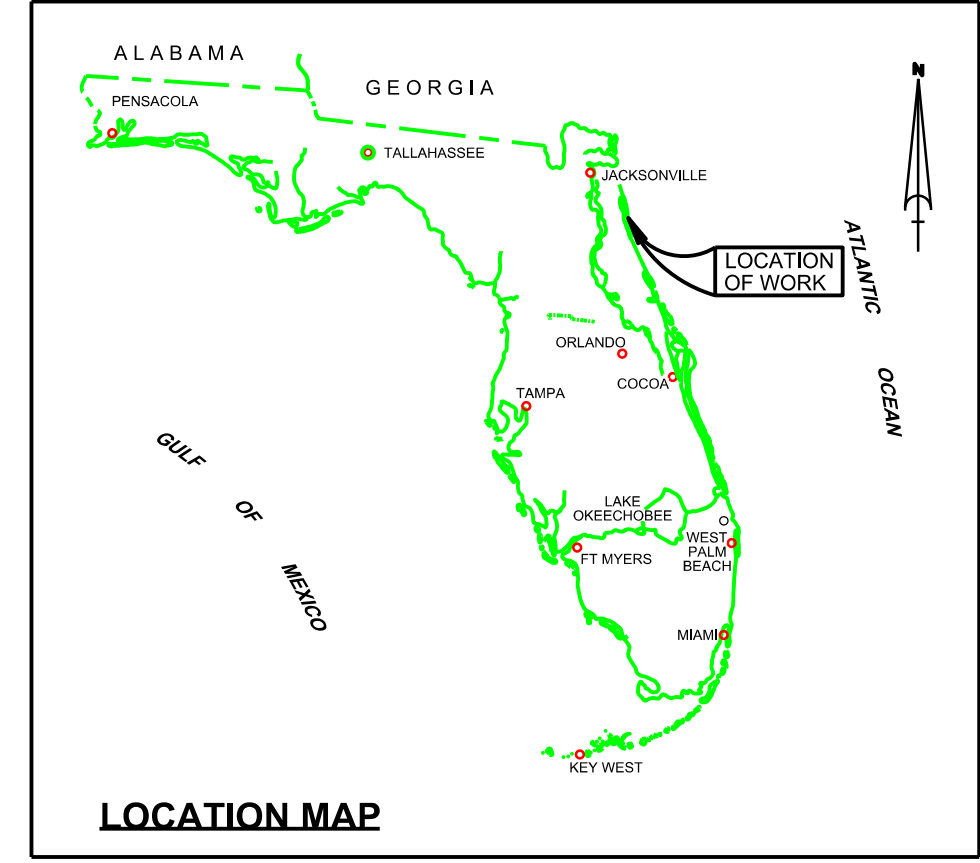 ALABAMA
PENSACOLA
GEORGIA
TALLAHASSEE
N
JACKSONVILLE
LOCATION
OF WORK
ATLANTIC
OCEAN
ORLANDO
COCOA
TAMPA
GULF
OF
MEXICO
LAKE
OKEECHOBEE
WEST
PALM
BEACH
FT MYERS
MIAMI
KEY WEST
LOCATION MAP